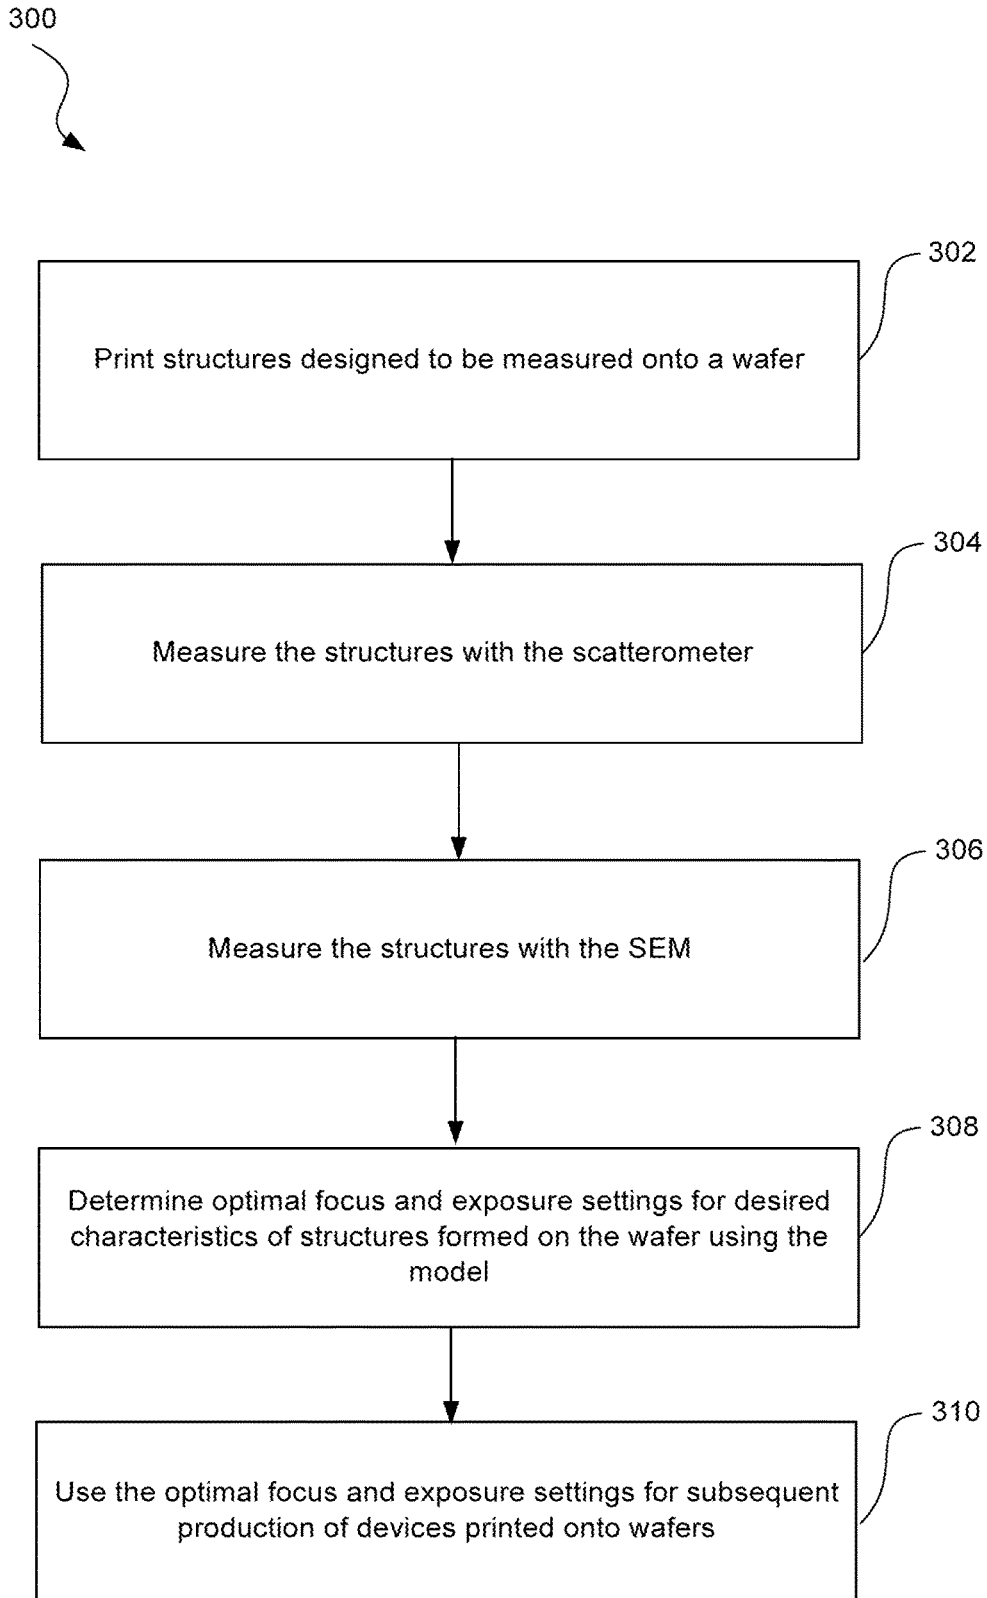 300
302
Print structures designed to be measured onto a wafer
304
Measure the structures with the scatterometer
306
Measure the structures with the SEM
308
Determine optimal focus and exposure settings for desired
characteristics of structures formed on the wafer using the
model
310
Use the optimal focus and exposure settings for subsequent
production of devices printed onto wafers